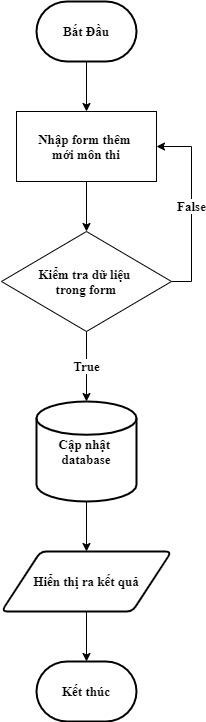 Bắt Đầu
Nhập form thêm
mới môn thi
False
Kiểm tra dữ liệu
trong form
True
Cập nhật
database
Hiển thị ra kết quả
Kết thúc